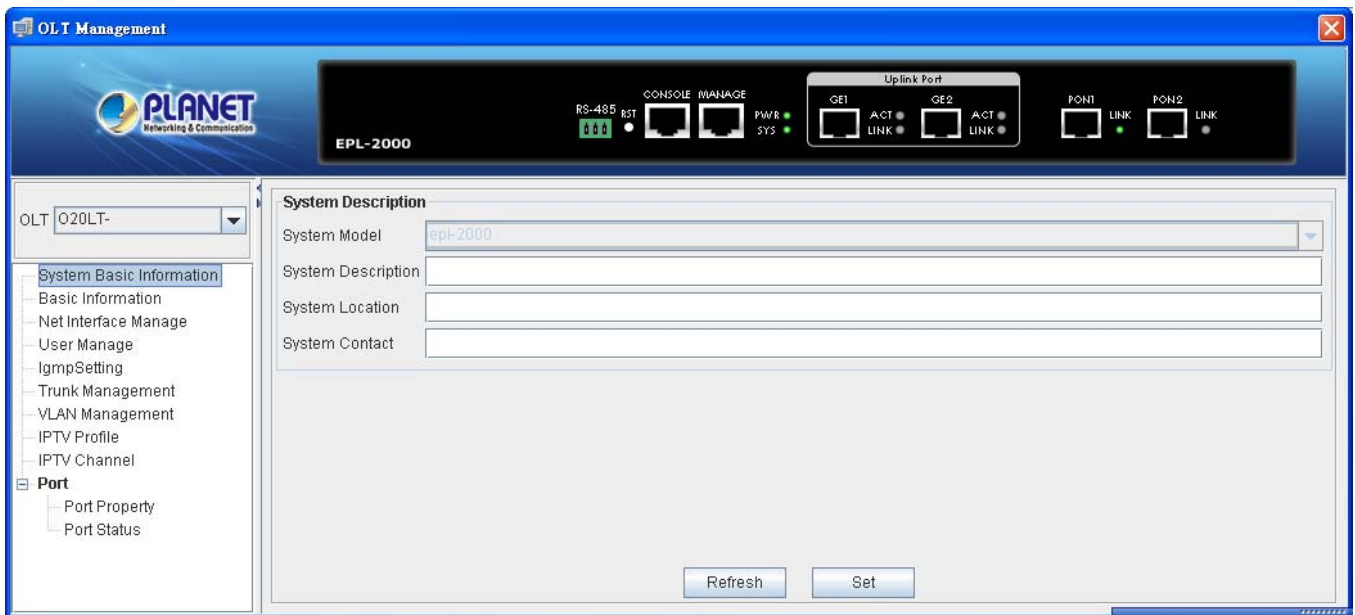 OLT Management
PLANET
Networking & Communication
EPL-2000
RS-485 RST
CONSOLE MANAGE
PWR
SYS
Uplink Port
GE1
ACT
LINK
GE2
ACT
LINK
PON1
LINK
PON2
LINK
OLT O20LT-
System Basic Information
Basic Information
Net Interface Manage
User Manage
IgmpSetting
Trunk Management
VLAN Management
IPTV Profile
IPTV Channel
Port
Port Property
Port Status
System Description
System Model epl-2000
System Description
System Location
System Contact
Refresh Set